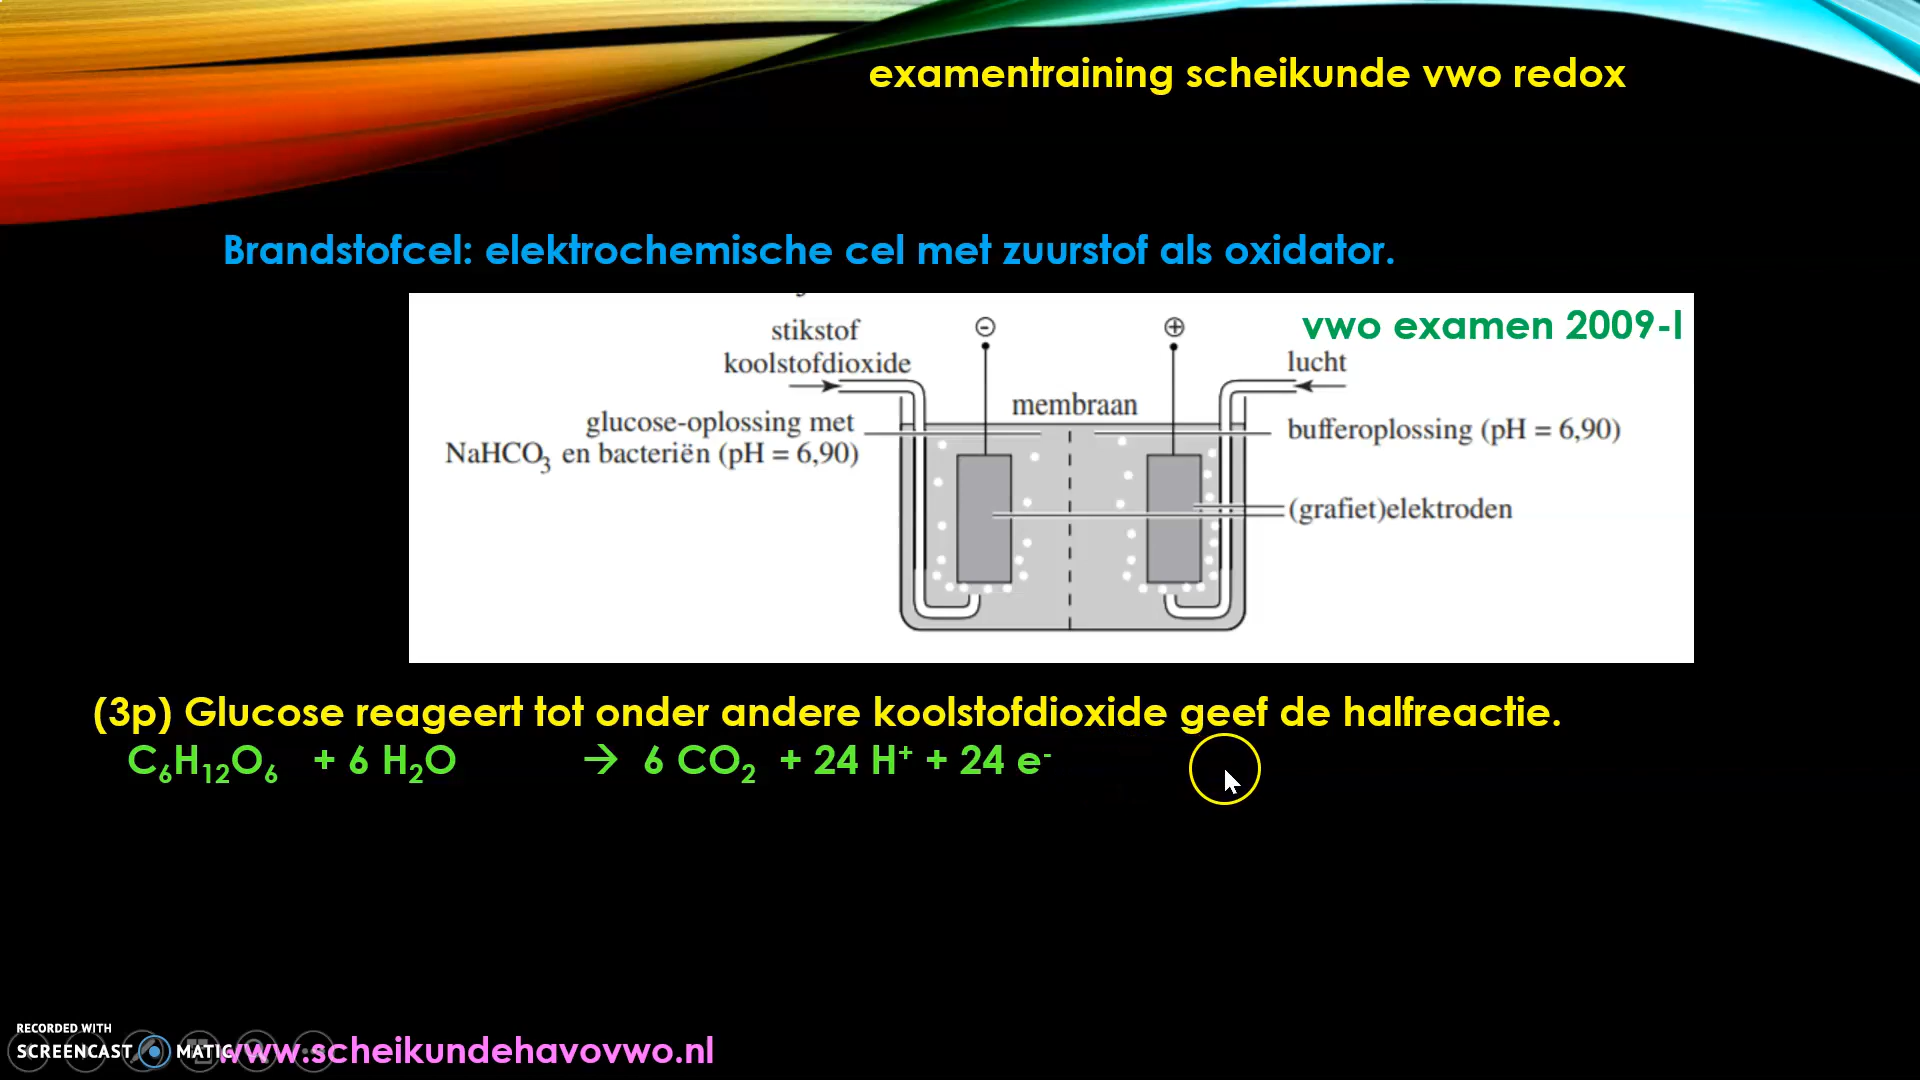 examentraining scheikunde vwo redox
Brandstofcel: elektrochemische cel met zuurstof als oxidator.
vwo examen 2009-I
stikstof
koolstofdioxide
⊖
⊕
lucht
membraan
glucose-oplossing met
NaHCO₃ en bacteriën (pH = 6,90)
bufferoplossing (pH = 6,90)
(grafiet)elektroden
(3p) Glucose reageert tot onder andere koolstofdioxide geef de halfreactie.
C₆H₁₂O₆ + 6 H₂O → 6 CO₂ + 24 H⁺ + 24 e⁻
RECORDED WITH
SCREENCAST MATIC
www.scheikundehavovwo.nl